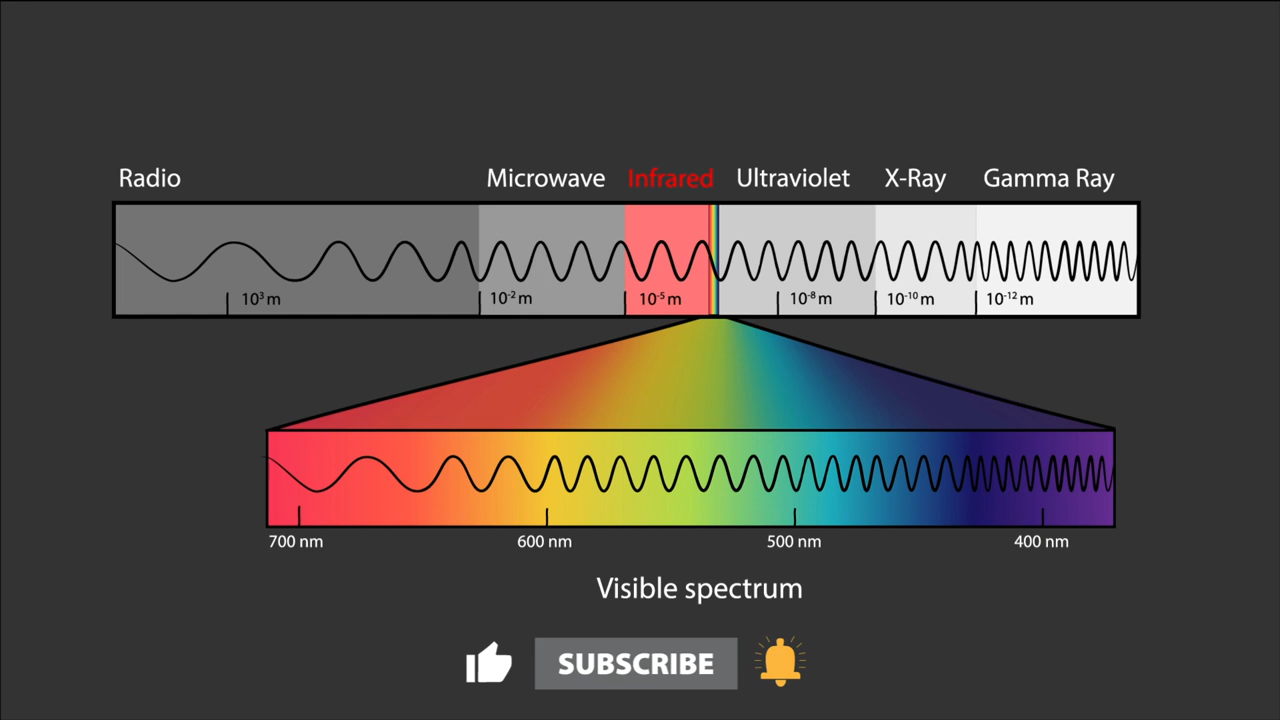 Radio Microwave Infrared Ultraviolet X-Ray Gamma Ray
10³ m 10⁻² m 10⁻⁵ m 10⁻⁸ m 10⁻¹⁰ m 10⁻¹² m
700 nm 600 nm 500 nm 400 nm
Visible spectrum
SUBSCRIBE